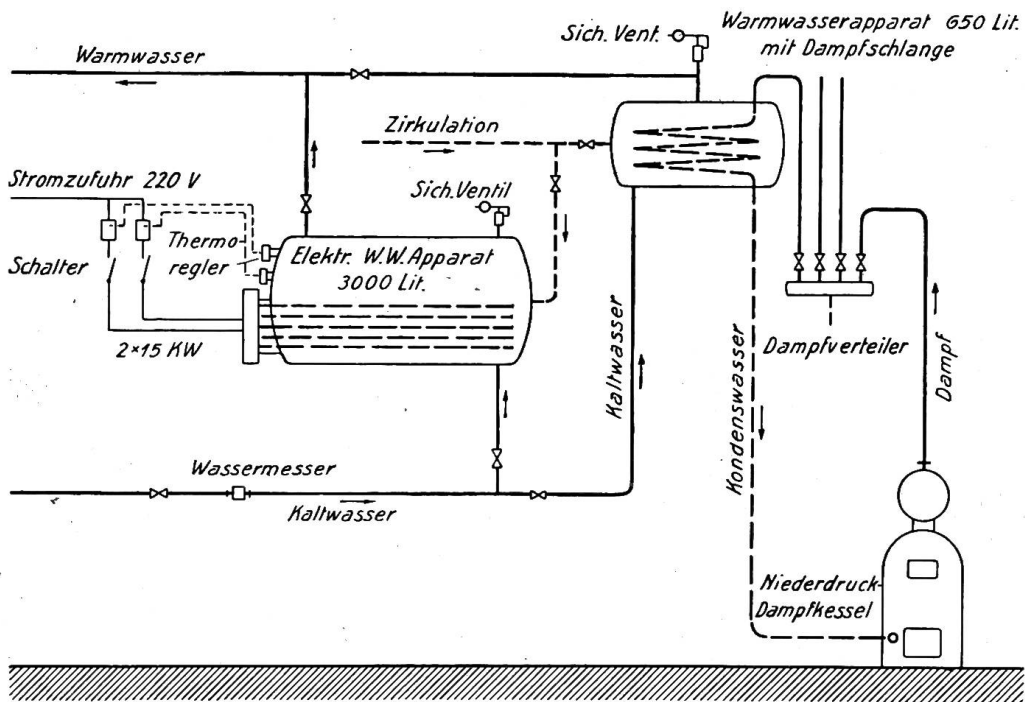 Sich. Vent.
Warmwasserapparat 650 Lit.
mit Dampfschlange
Warmwasser
Zirkulation
Stromzufuhr 220 V
Sich. Ventil
Thermo-
regler
Schalter
Elektr. W.W. Apparat
3000 Lit.
2×15 KW
Dampfverteiler
Kaltwasser
Kondenswasser
Dampf
Wassermesser
Kaltwasser
Niederdruck-
Dampfkessel